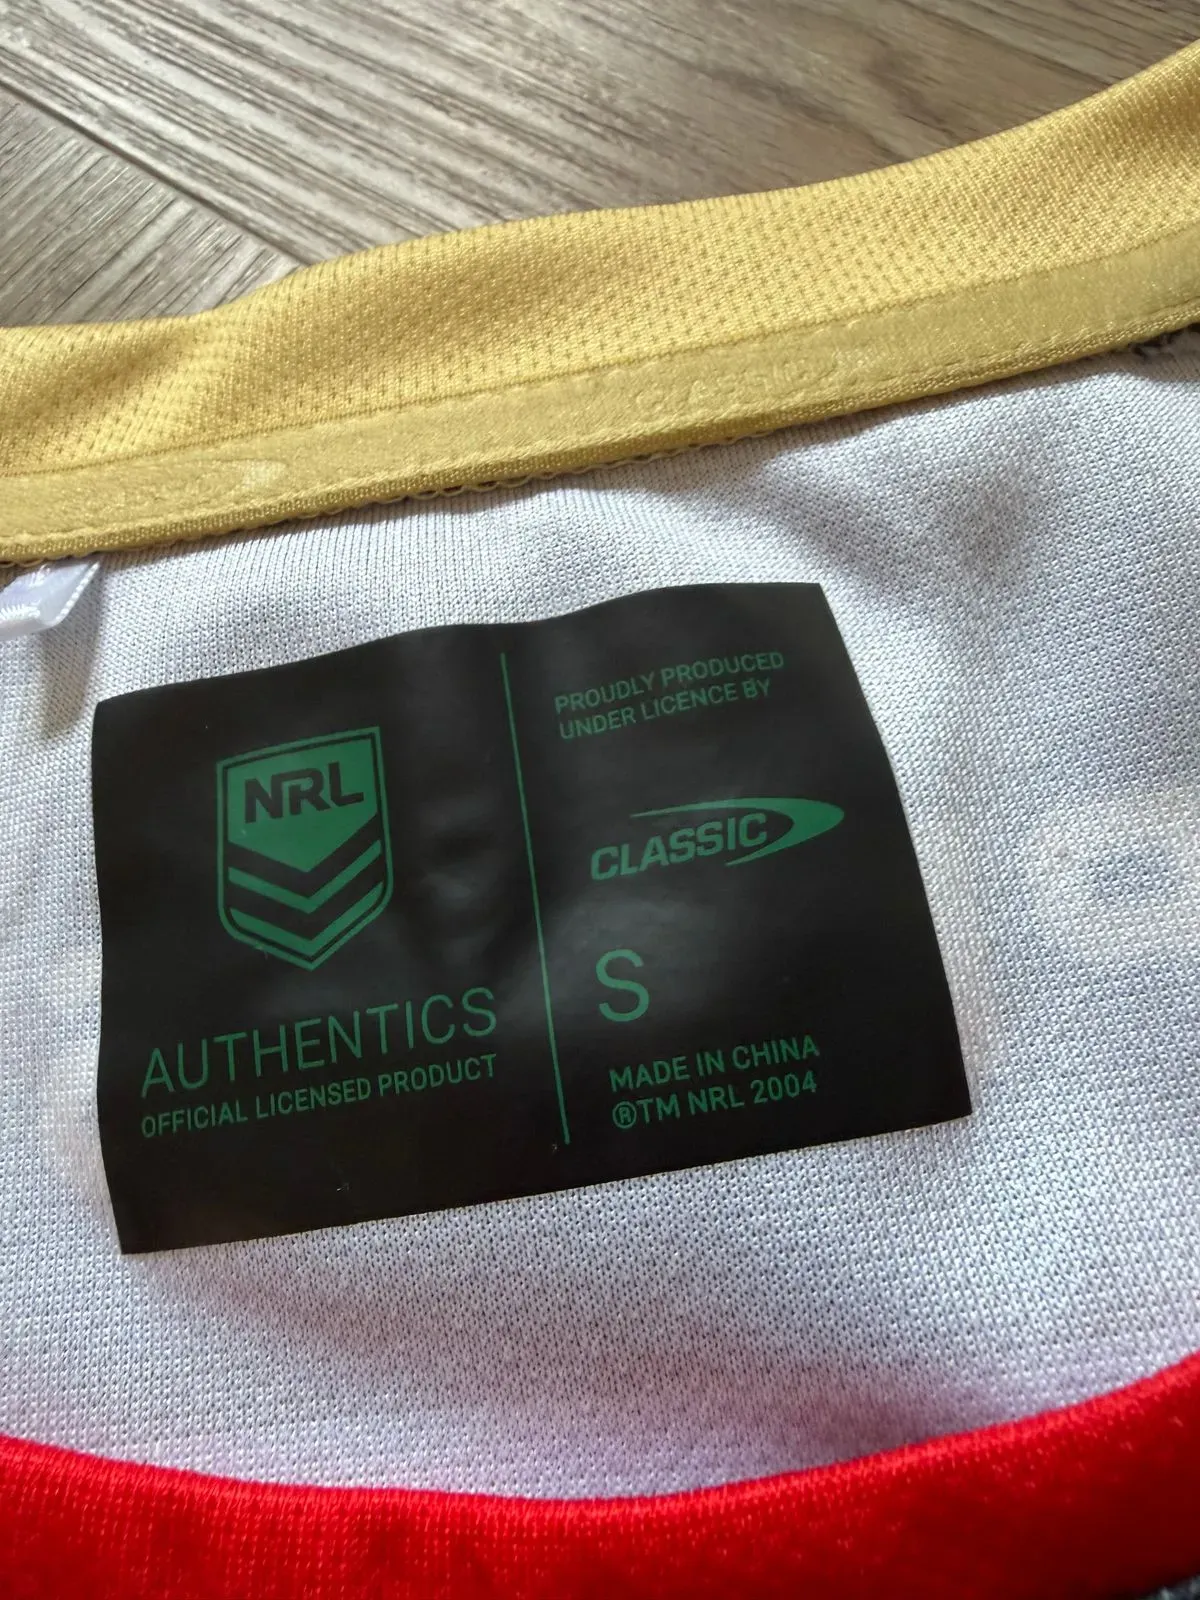 CLASSIC
NRL
AUTHENTICS
OFFICIAL LICENSED PRODUCT
PROUDLY PRODUCED
UNDER LICENCE BY
CLASSIC
S
MADE IN CHINA
®TM NRL 2004